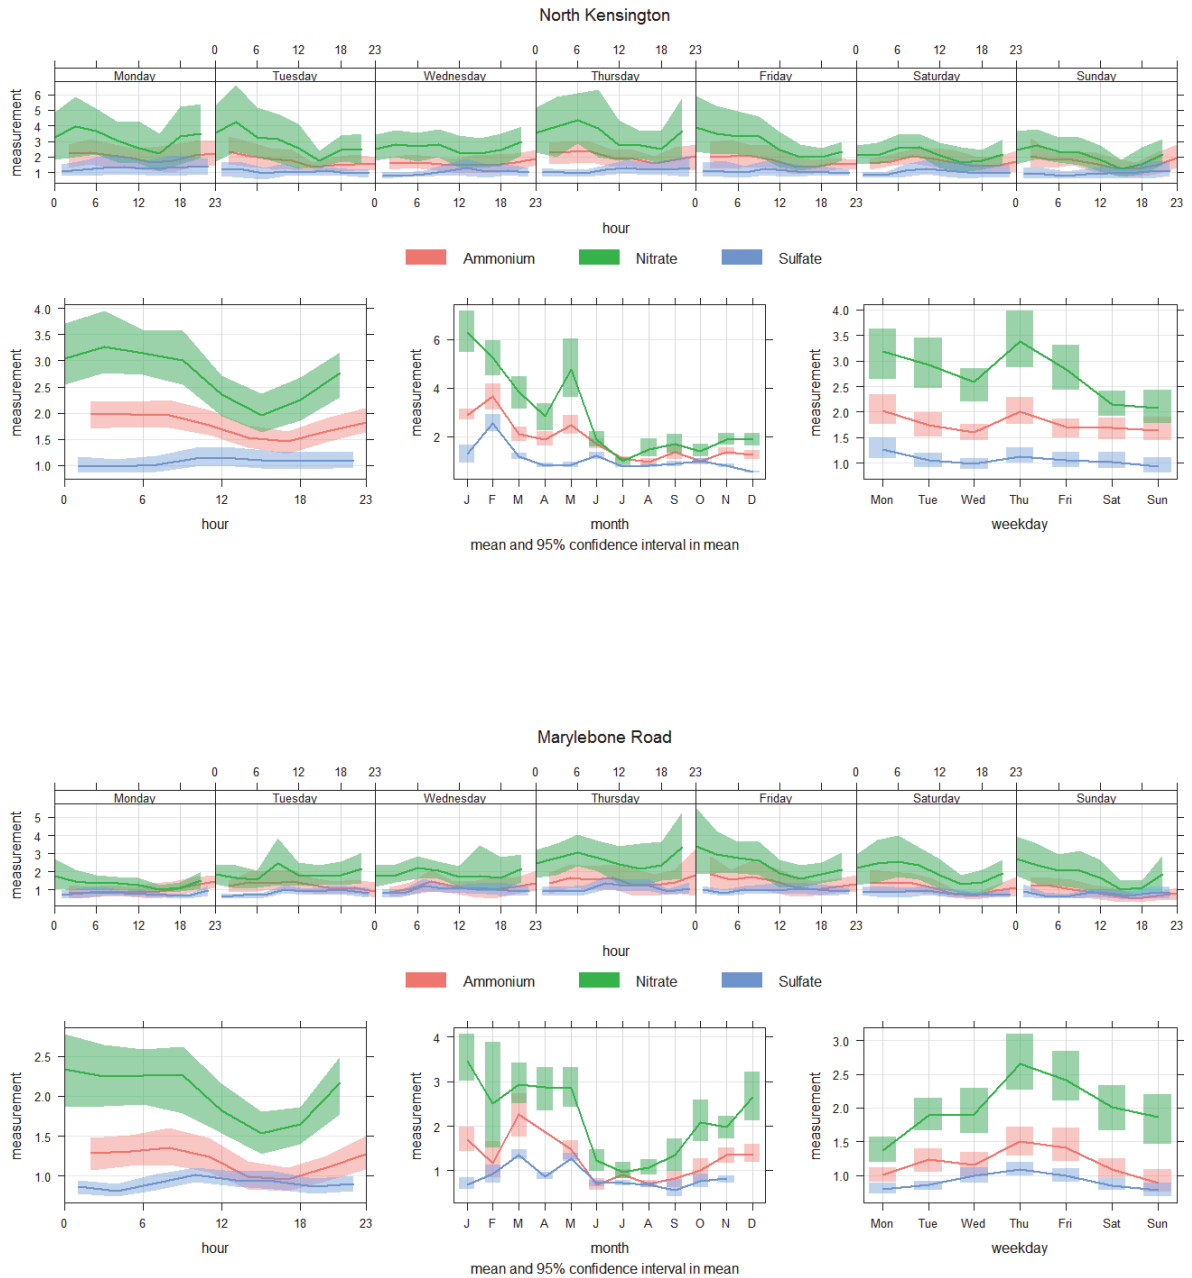 North Kensington
0 6 12 18 23 0 6 12 18 23 0 6 12 18 23
Monday Tuesday Wednesday Thursday Friday Saturday Sunday
measurement
6
5
4
3
2
1
0 6 12 18 23 0 6 12 18 23 0 6 12 18 23 0 6 12 18 23
hour
Ammonium Nitrate Sulfate
measurement
4.0
3.5
3.0
2.5
2.0
1.5
1.0
0 6 12 18 23
hour
measurement
6
4
2
J F M A M J J A S O N D
month
mean and 95% confidence interval in mean
measurement
4.0
3.5
3.0
2.5
2.0
1.5
1.0
Mon Tue Wed Thu Fri Sat Sun
weekday
Marylebone Road
0 6 12 18 23 0 6 12 18 23 0 6 12 18 23
Monday Tuesday Wednesday Thursday Friday Saturday Sunday
measurement
5
4
3
2
1
0 6 12 18 23 0 6 12 18 23 0 6 12 18 23 0 6 12 18 23
hour
Ammonium Nitrate Sulfate
measurement
2.5
2.0
1.5
1.0
0 6 12 18 23
hour
measurement
4
3
2
1
J F M A M J J A S O N D
month
mean and 95% confidence interval in mean
measurement
3.0
2.5
2.0
1.5
1.0
Mon Tue Wed Thu Fri Sat Sun
weekday